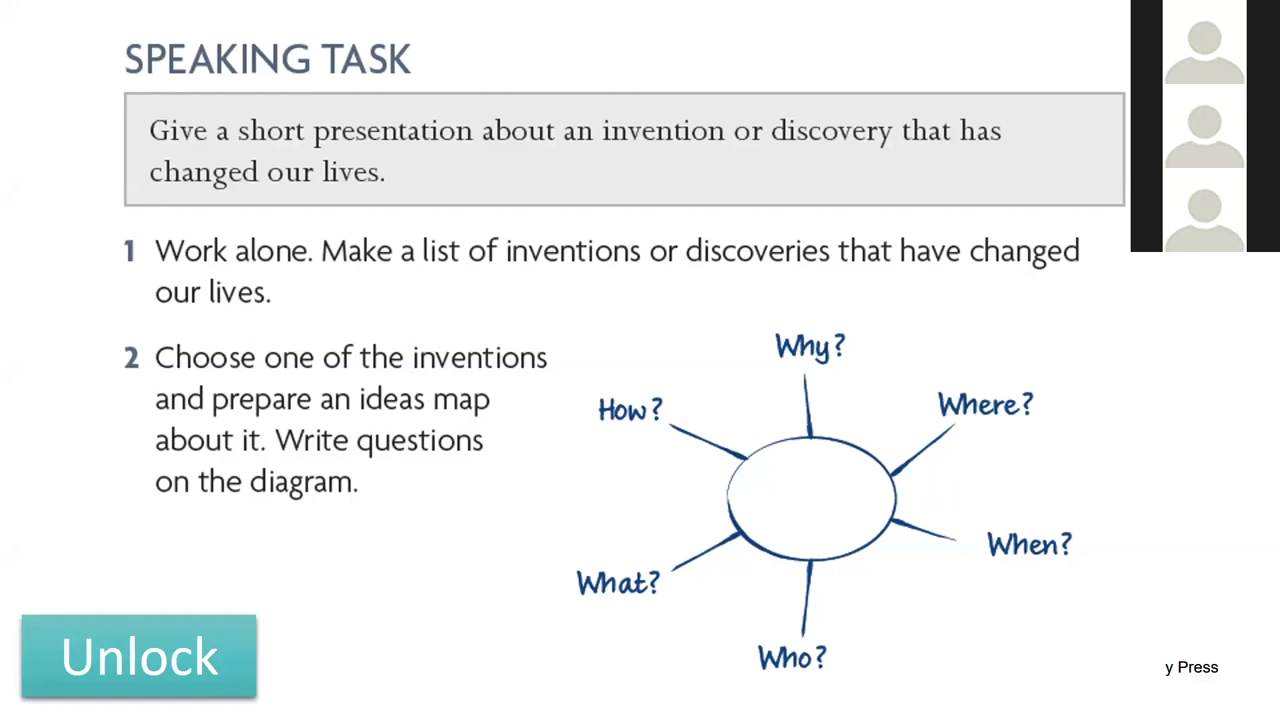 SPEAKING TASK
Give a short presentation about an invention or discovery that has
changed our lives.
1 Work alone. Make a list of inventions or discoveries that have changed
our lives.
2 Choose one of the inventions
and prepare an ideas map
about it. Write questions
on the diagram.
Why?
How?
Where?
When?
What?
Who?
Unlock
y Press